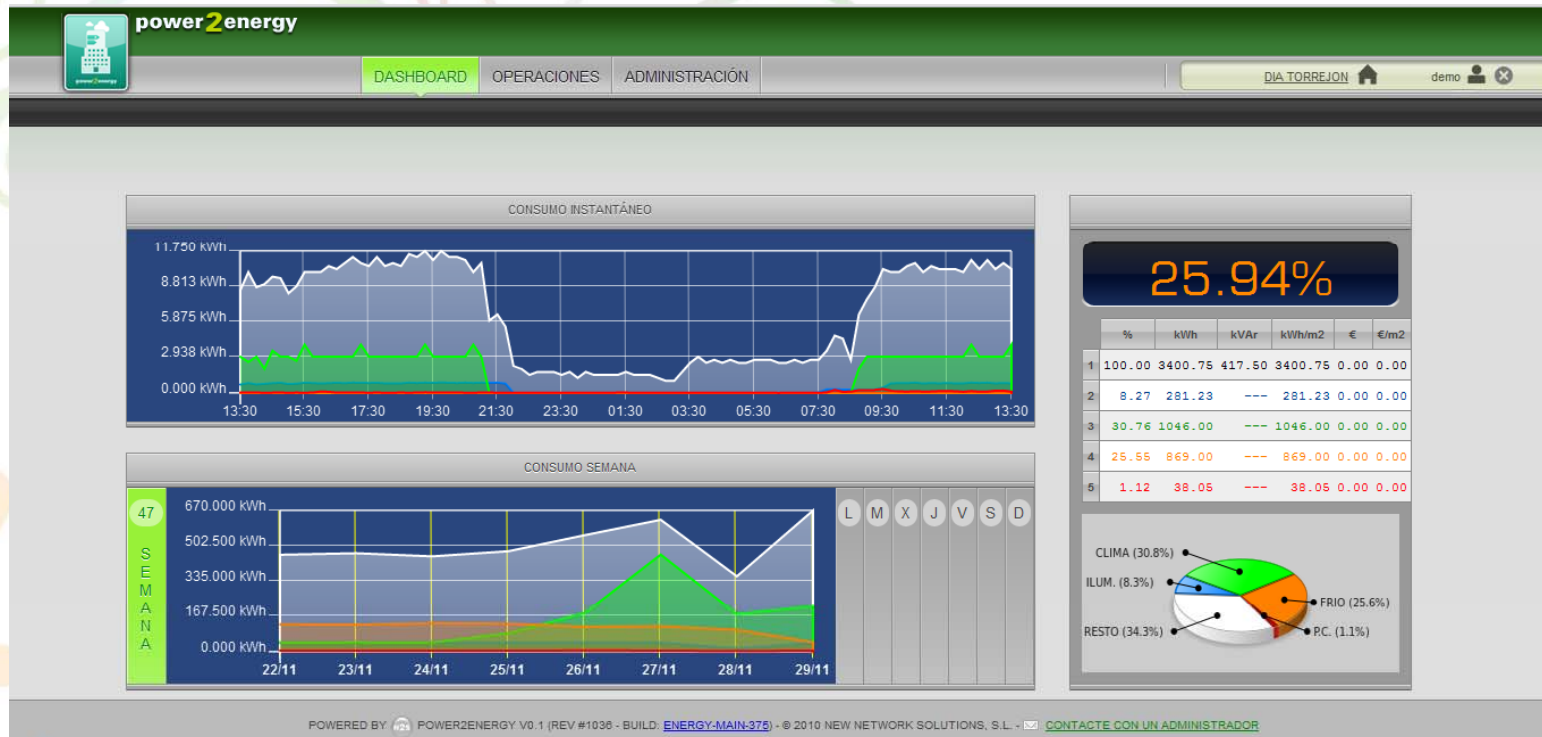 power2energy
power2energy
DASHBOARD OPERACIONES ADMINISTRACIÓN
DIA TORREJON demo
CONSUMO INSTANTÁNEO
11.750 kWh
8.813 kWh
5.875 kWh
2.938 kWh
0.000 kWh
13:30 15:30 17:30 19:30 21:30 23:30 01:30 03:30 05:30 07:30 09:30 11:30 13:30
25.94%
% kWh kVAr kWh/m2 € €/m2
1 100.00 3400.75 417.50 3400.75 0.00 0.00
2 8.27 281.23 --- 281.23 0.00 0.00
3 30.76 1046.00 --- 1046.00 0.00 0.00
4 25.55 869.00 --- 869.00 0.00 0.00
5 1.12 38.05 --- 38.05 0.00 0.00
CONSUMO SEMANA
47
SEMANA
670.000 kWh
502.500 kWh
335.000 kWh
167.500 kWh
0.000 kWh
22/11 23/11 24/11 25/11 26/11 27/11 28/11 29/11
L M X J V S D
CLIMA (30.8%)
ILUM. (8.3%)
FRIO (25.6%)
RESTO (34.3%)
P.C. (1.1%)
POWERED BY POWER2ENERGY V0.1 (REV #1036 - BUILD: ENERGY-MAIN-375) - © 2010 NEW NETWORK SOLUTIONS, S.L. - CONTACTE CON UN ADMINISTRADOR